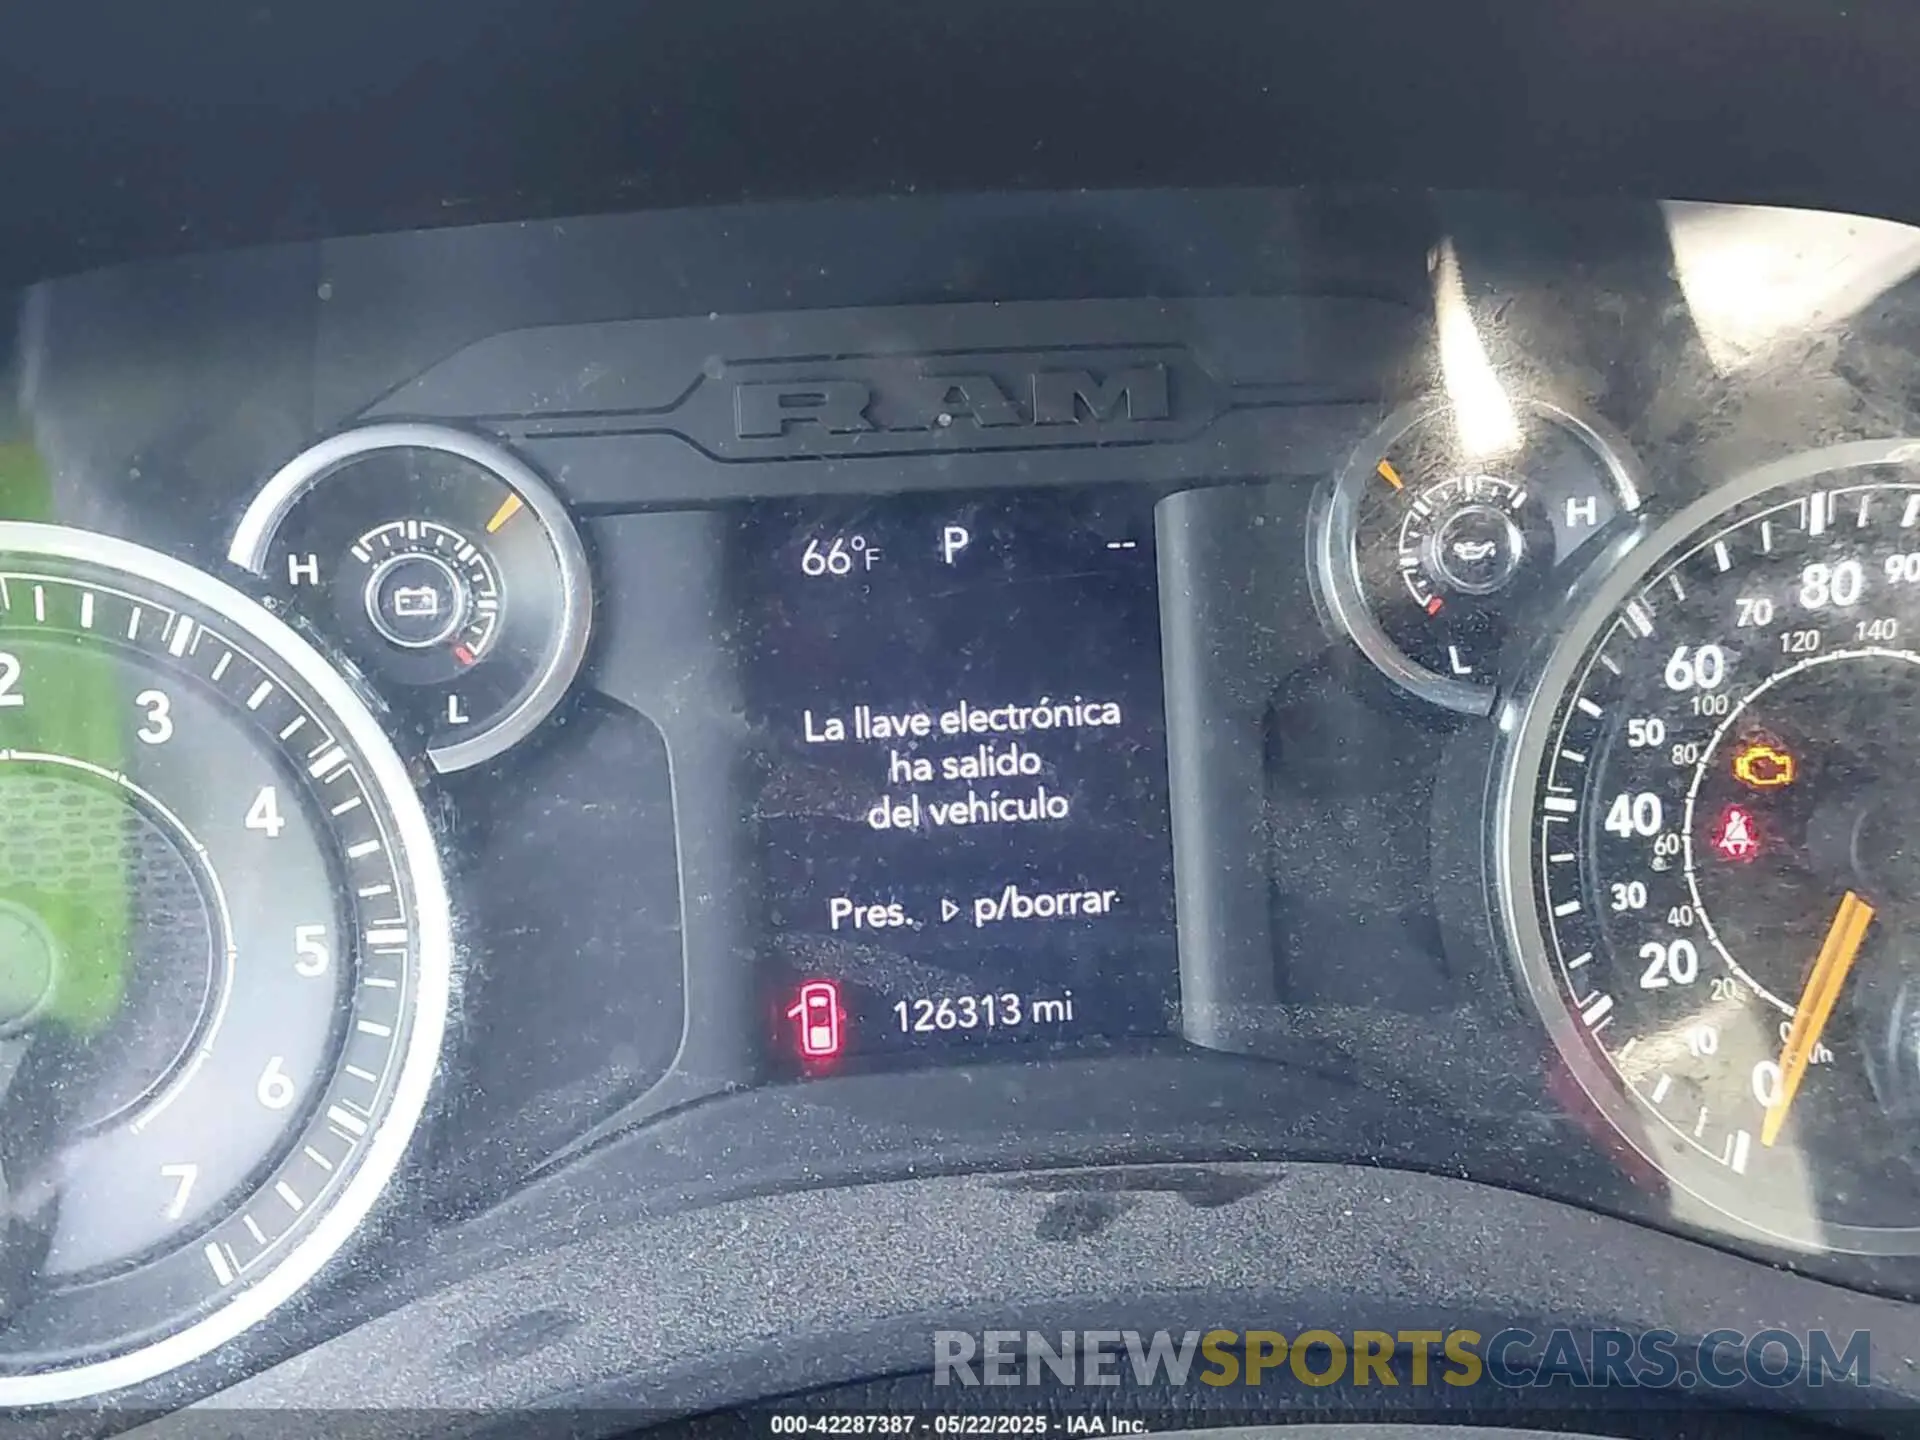 RAM
H
L
66°F P --
H
L
La llave electrónica
ha salido
del vehículo
Pres. ▷ p/borrar
126313 mi
2
3
4
5
6
7
0
10
20
30
40
50
60
70
80
90
0
20
40
60
80
100
120
140
km/h
RENEWSPORTSCARS.COM
000-42287387 - 05/22/2025 - IAA Inc.